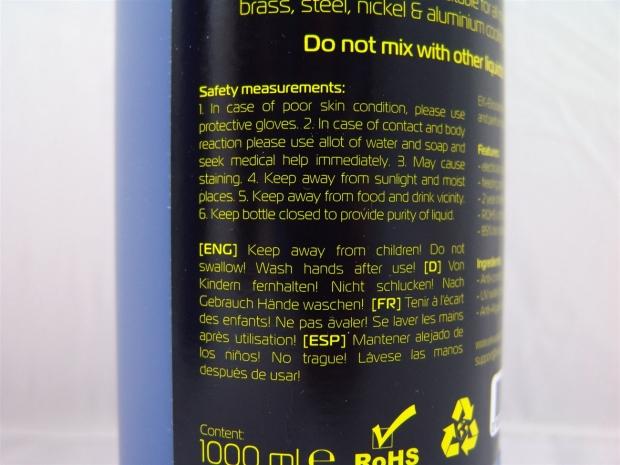 brass, steel, nickel & aluminium
Do not mix with other
Safety measurements:
1. In case of poor skin condition, please use
protective gloves. 2. In case of contact and body
reaction please use allot of water and soap and
seek medical help immediately. 3. May cause
staining. 4. Keep away from sunlight and moist
places. 5. Keep away from food and drink vicinity.
6. Keep bottle closed to provide purity of liquid.
[ENG] Keep away from children! Do not
swallow! Wash hands after use! [D] Von
Kindern fernhalten! Nicht schlucken! Nach
Gebrauch Hände waschen! [FR] Tenir à l'écart
des enfants! Ne pas âvaler! Se laver les mains
après utilisation! [ESP] Mantener alejado de
los niños! No trague! Lávese las manos
después de usar!
Content:
1000 ml ℮
RoHS
Features: